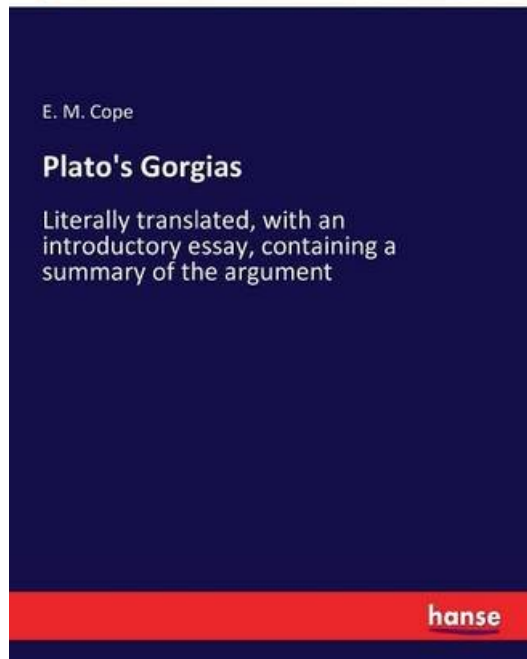 E. M. Cope
Plato's Gorgias
Literally translated, with an
introductory essay, containing a
summary of the argument
hanse